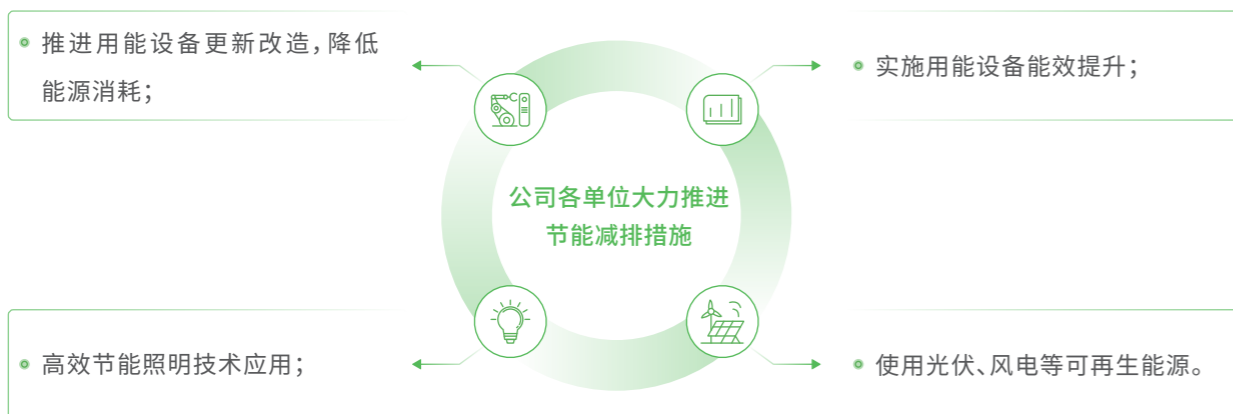 推进用能设备更新改造，降低
能源消耗；
实施用能设备能效提升；
公司各单位大力推进
节能减排措施
高效节能照明技术应用；
使用光伏、风电等可再生能源。